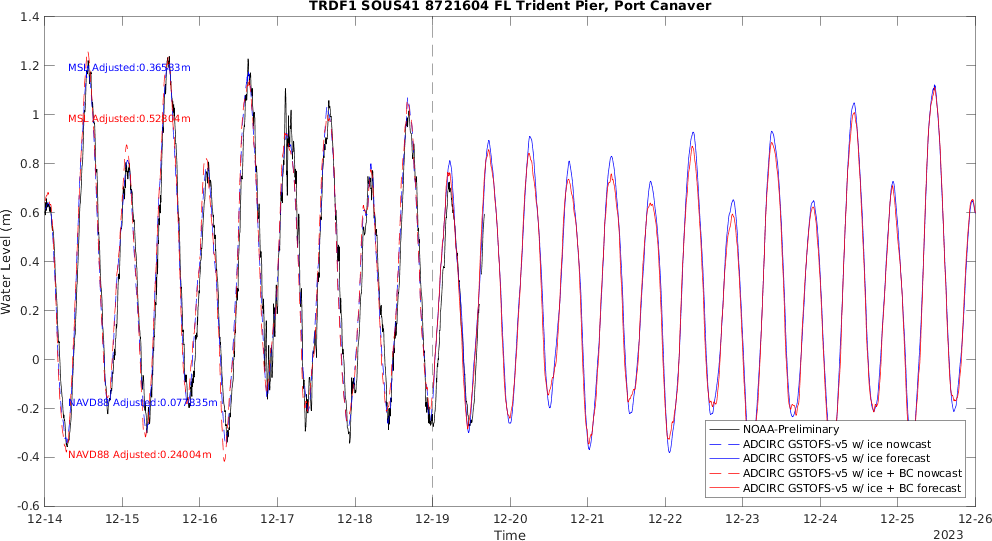 TRDF1 SOUS41 8721604 FL Trident Pier, Port Canaver
1.4
1.2
1
0.8
0.6
0.4
0.2
0
-0.2
-0.4
-0.6
Water Level (m)
MSL Adjusted:0.36583m
MSL Adjusted:0.52804m
NAVD88 Adjusted:0.077835m
NAVD88 Adjusted:0.24004m
NOAA-Preliminary
ADCIRC GSTOFS-v5 w/ ice nowcast
ADCIRC GSTOFS-v5 w/ ice forecast
ADCIRC GSTOFS-v5 w/ ice + BC nowcast
ADCIRC GSTOFS-v5 w/ ice + BC forecast
12-14 12-15 12-16 12-17 12-18 12-19 12-20 12-21 12-22 12-23 12-24 12-25 12-26
Time
2023